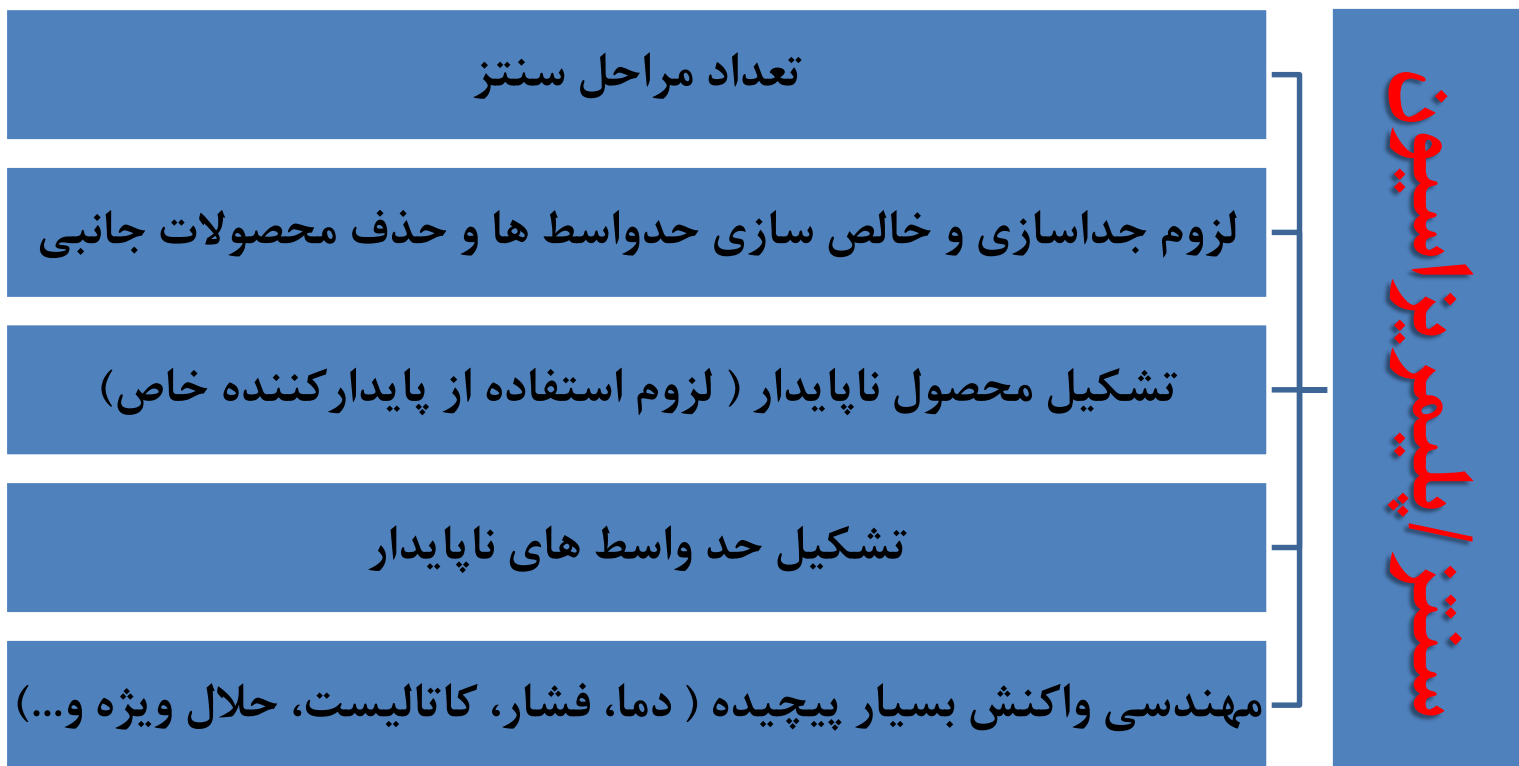 سنتز /پلیمریزاسیون
تعداد مراحل سنتز
لزوم جداسازی و خالص سازی حدواسط ها و حذف محصولات جانبی
تشکیل محصول ناپایدار ( لزوم استفاده از پایدارکننده خاص)
تشکیل حد واسط های ناپایدار
مهندسی واکنش بسیار پیچیده ( دما، فشار، کاتالیست، حلال ویژه و...)